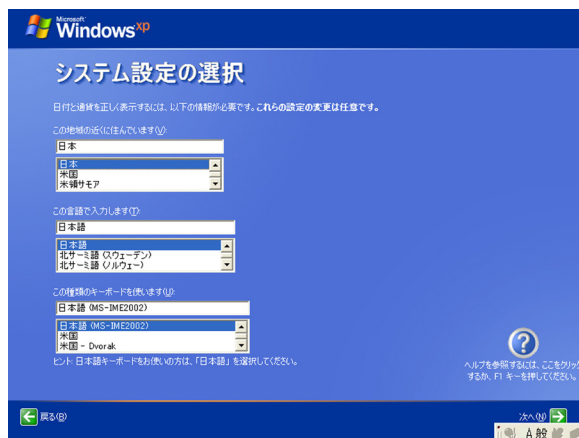 Microsoft
Windows xp
システム設定の選択
日付と通貨を正しく表示するには、以下の情報が必要です。これらの設定の変更は任意です。
この地域の近くに住んでいます(V):
日本
日本
米国
米領サモア
この言語で入力します(T):
日本語
日本語
北サーミ語 (スウェーデン)
北サーミ語 (ノルウェー)
この種類のキーボードを使います(U):
日本語 (MS-IME2002)
日本語 (MS-IME2002)
米国
米国 - Dvorak
ヒント: 日本語キーボードをお使いの方は、「日本語」を選択してください。
?
ヘルプを参照するには、ここをクリッ
するか、F1 キーを押してください。
戻る(B)
次へ(N)
A 般